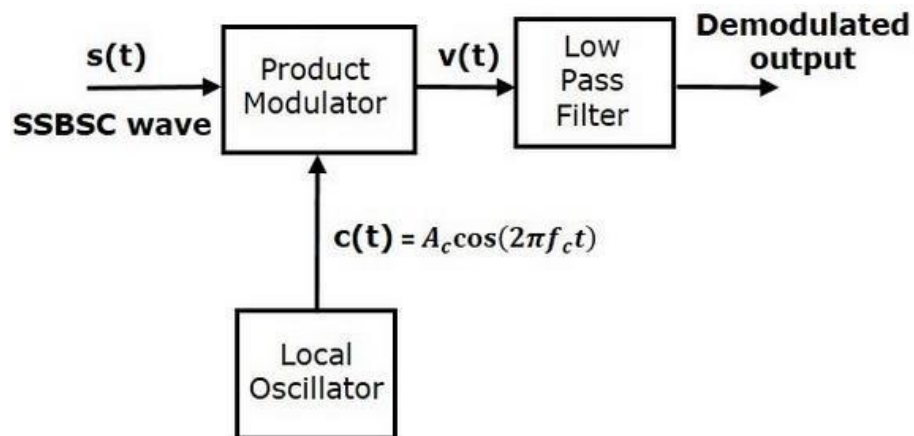 s(t)
SSBSC wave
Product
Modulator
v(t)
Low
Pass
Filter
Demodulated
output
c(t) = A_c cos(2πf_c t)
Local
Oscillator